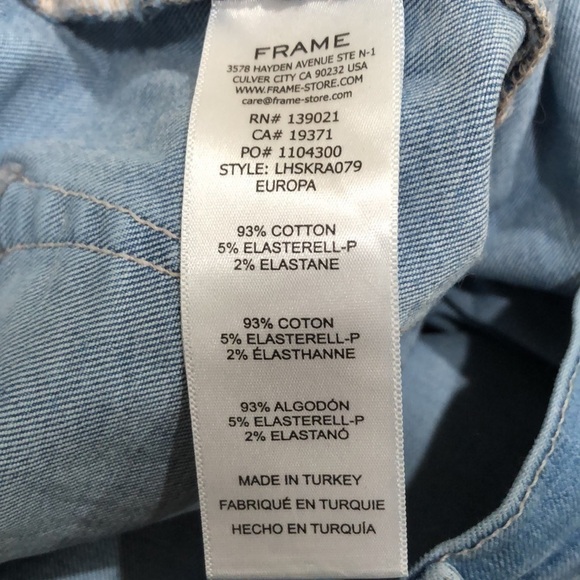 FRAME
3578 HAYDEN AVENUE STE N-1
CULVER CITY CA 90232 USA
WWW.FRAME-STORE.COM
care@frame-store.com
RN# 139021
CA# 19371
PO# 1104300
STYLE: LHSKRA079
EUROPA
93% COTTON
5% ELASTERELL-P
2% ELASTANE
93% COTON
5% ELASTERELL-P
2% ÉLASTHANNE
93% ALGODÓN
5% ELASTERELL-P
2% ELASTANÓ
MADE IN TURKEY
FABRIQUÉ EN TURQUIE
HECHO EN TURQUÍA